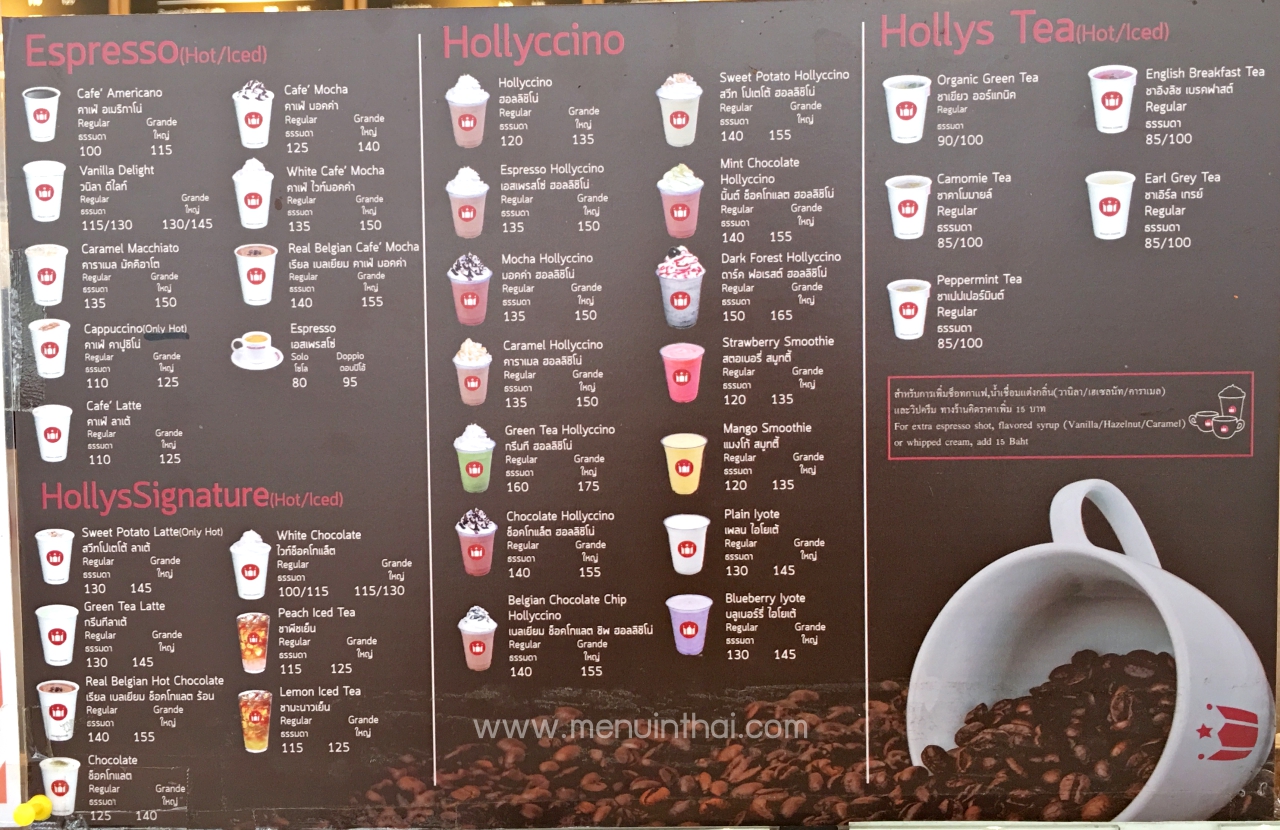 Espresso(Hot/Iced)
Cafe' Americano
คาเฟ่ อเมริกาโน่
Regular Grande
ธรรมดา ใหญ่
100 115
Vanilla Delight
วนิลา ดีไลท์
Regular Grande
ธรรมดา ใหญ่
115/130 130/145
Caramel Macchiato
คาราเมล มัคคิอาโต
Regular Grande
ธรรมดา ใหญ่
135 150
Cappuccino(Only Hot)
คาเฟ่ คาปูชิโน่
Regular Grande
ธรรมดา ใหญ่
110 125
Cafe' Latte
คาเฟ่ ลาเต้
Regular Grande
ธรรมดา ใหญ่
110 125
Cafe' Mocha
คาเฟ่ มอคค่า
Regular Grande
ธรรมดา ใหญ่
125 140
White Cafe' Mocha
คาเฟ่ ไวท์มอคค่า
Regular Grande
ธรรมดา ใหญ่
135 150
Real Belgian Cafe' Mocha
เรียล เบลเยียม คาเฟ่ มอคค่า
Regular Grande
ธรรมดา ใหญ่
140 155
Espresso
เอสเพรสโซ่
Solo Doppio
โซโล ดอบปิโอ้
80 95
HollysSignature(Hot/Iced)
Sweet Potato Latte(Only Hot)
สวีทโปเตโต้ ลาเต้
Regular Grande
ธรรมดา ใหญ่
130 145
Green Tea Latte
กรีนทีลาเต้
Regular Grande
ธรรมดา ใหญ่
130 145
Real Belgian Hot Chocolate
เรียล เบลเยียม ช็อคโกแลต ร้อน
Regular Grande
ธรรมดา ใหญ่
140 155
Chocolate
ช็อคโกแลต
Regular Grande
ธรรมดา ใหญ่
125 140
White Chocolate
ไวท์ช็อคโกแล็ต
Regular Grande
ธรรมดา ใหญ่
100/115 115/130
Peach Iced Tea
ชาพีชเย็น
Regular Grande
ธรรมดา ใหญ่
115 125
Lemon Iced Tea
ชามะนาวเย็น
Regular Grande
ธรรมดา ใหญ่
115 125
Hollyccino
Hollyccino
ฮอลลิชิโน่
Regular Grande
ธรรมดา ใหญ่
120 135
Espresso Hollyccino
เอสเพรสโซ่ ฮอลลิชิโน่
Regular Grande
ธรรมดา ใหญ่
135 150
Mocha Hollyccino
มอคค่า ฮอลลิชิโน่
Regular Grande
ธรรมดา ใหญ่
135 150
Caramel Hollyccino
คาราเมล ฮอลลิชิโน่
Regular Grande
ธรรมดา ใหญ่
135 150
Green Tea Hollyccino
กรีนที ฮอลลิชิโน่
Regular Grande
ธรรมดา ใหญ่
160 175
Chocolate Hollyccino
ช็อคโกแล็ต ฮอลลิชิโน่
Regular Grande
ธรรมดา ใหญ่
140 155
Belgian Chocolate Chip
Hollyccino
เบลเยียม ช็อคโกแลต ชิพ ฮอลลิชิโน่
Regular Grande
ธรรมดา ใหญ่
140 155
Sweet Potato Hollyccino
สวีท โปเตโต้ ฮอลลิชิโน่
Regular Grande
ธรรมดา ใหญ่
140 155
Mint Chocolate
Hollyccino
มิ้นต์ ช็อคโกแลต ฮอลลิชิโน่
Regular Grande
ธรรมดา ใหญ่
140 155
Dark Forest Hollyccino
ดาร์ค ฟอเรสต์ ฮอลลิชิโน่
Regular Grande
ธรรมดา ใหญ่
150 165
Strawberry Smoothie
สตอเบอรี่ สมูทตี้
Regular Grande
ธรรมดา ใหญ่
120 135
Mango Smoothie
แมงโก้ สมูทตี้
Regular Grande
ธรรมดา ใหญ่
120 135
Plain Iyote
เพลน ไอโยเต้
Regular Grande
ธรรมดา ใหญ่
130 145
Blueberry Iyote
บลูเบอร์รี่ ไอโยเต้
Regular Grande
ธรรมดา ใหญ่
130 145
Hollys Tea(Hot/Iced)
Organic Green Tea
ชาเขียว ออร์แกนิค
Regular
ธรรมดา
90/100
Camomie Tea
ชาคาโมมายล์
Regular
ธรรมดา
85/100
Peppermint Tea
ชาเปปเปอร์มินต์
Regular
ธรรมดา
85/100
English Breakfast Tea
ชาอิงลิช เบรคฟาสต์
Regular
ธรรมดา
85/100
Earl Grey Tea
ชาเอิร์ล เกรย์
Regular
ธรรมดา
85/100
สำหรับการเพิ่มช็อทกาแฟ,น้ำเชื่อมแต่งกลิ่น(วานิลา/เฮเซลนัท/คาราเมล)
และวิปครีม ทางร้านคิดราคาเพิ่ม 15 บาท
For extra espresso shot, flavored syrup (Vanilla/Hazelnut/Caramel)
or whipped cream, add 15 Baht
www.menuinthai.com